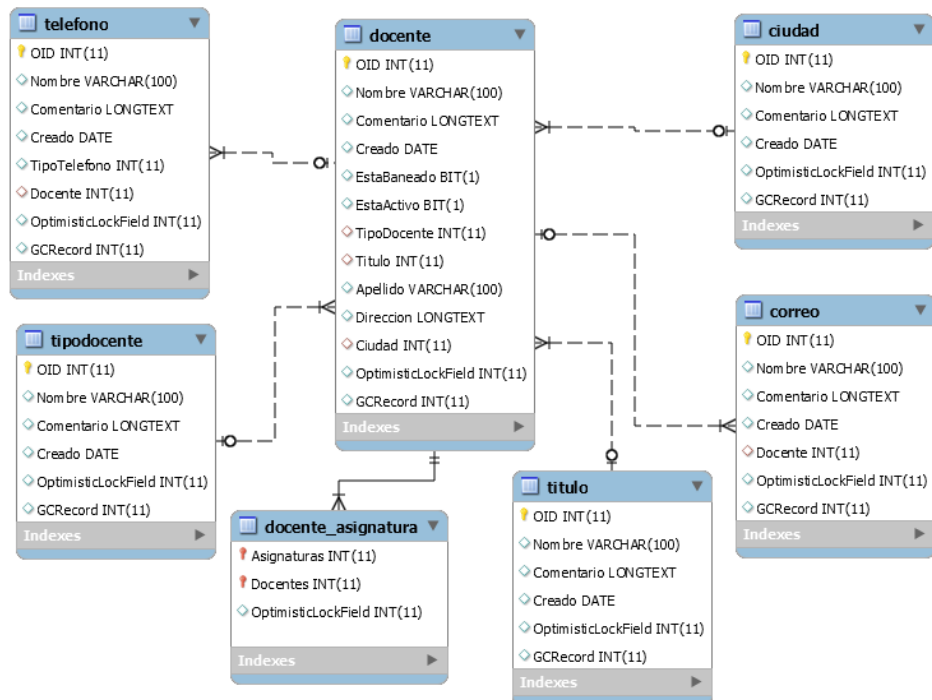 telefono
OID INT(11)
Nombre VARCHAR(100)
Comentario LONGTEXT
Creado DATE
TipoTelefono INT(11)
Docente INT(11)
OptimisticLockField INT(11)
GCRecord INT(11)
Indexes
docente
OID INT(11)
Nombre VARCHAR(100)
Comentario LONGTEXT
Creado DATE
EstaBaneado BIT(1)
EstaActivo BIT(1)
TipoDocente INT(11)
Titulo INT(11)
Apellido VARCHAR(100)
Direccion LONGTEXT
Ciudad INT(11)
OptimisticLockField INT(11)
GCRecord INT(11)
Indexes
ciudad
OID INT(11)
Nombre VARCHAR(100)
Comentario LONGTEXT
Creado DATE
OptimisticLockField INT(11)
GCRecord INT(11)
Indexes
tipodocente
OID INT(11)
Nombre VARCHAR(100)
Comentario LONGTEXT
Creado DATE
OptimisticLockField INT(11)
GCRecord INT(11)
Indexes
correo
OID INT(11)
Nombre VARCHAR(100)
Comentario LONGTEXT
Creado DATE
Docente INT(11)
OptimisticLockField INT(11)
GCRecord INT(11)
Indexes
docente_asignatura
Asignaturas INT(11)
Docentes INT(11)
OptimisticLockField INT(11)
Indexes
titulo
OID INT(11)
Nombre VARCHAR(100)
Comentario LONGTEXT
Creado DATE
OptimisticLockField INT(11)
GCRecord INT(11)
Indexes